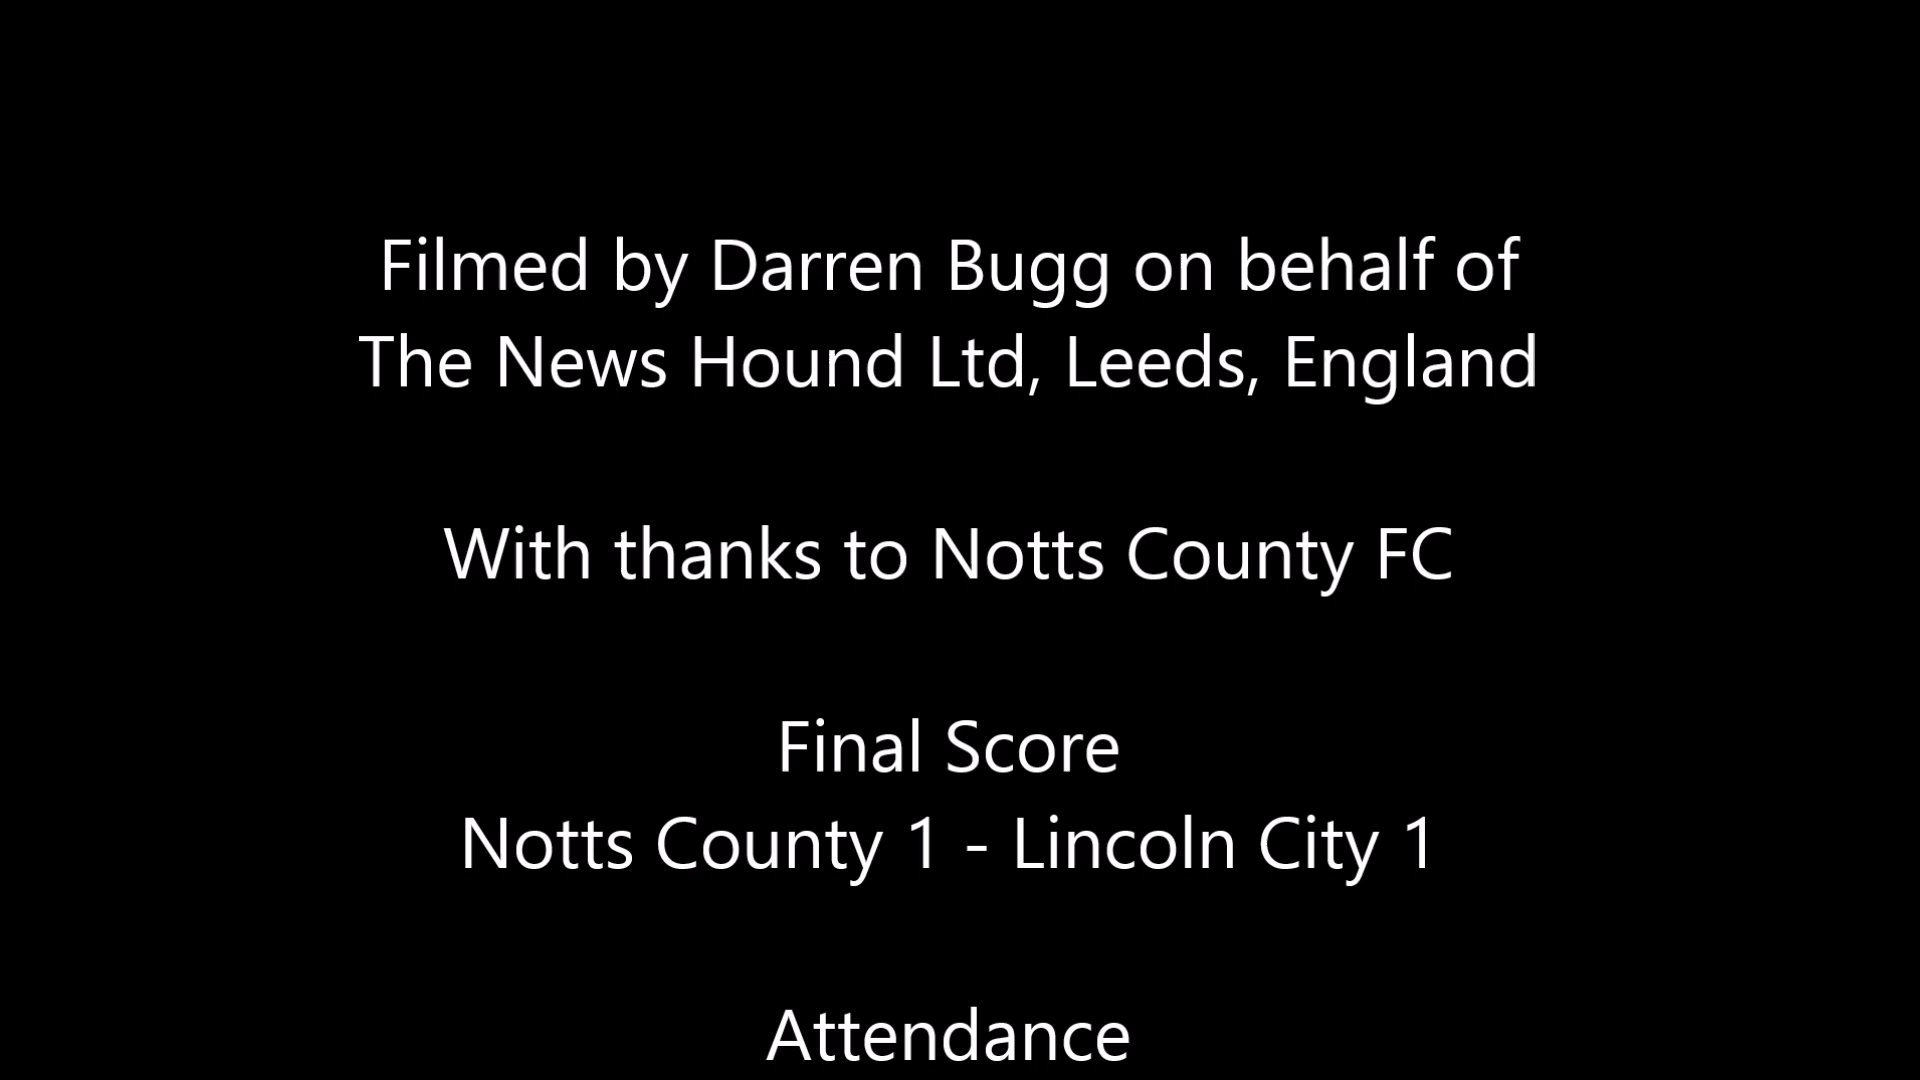 Filmed by Darren Bugg on behalf of
The News Hound Ltd, Leeds, England
With thanks to Notts County FC
Final Score
Notts County 1 - Lincoln City 1
Attendance